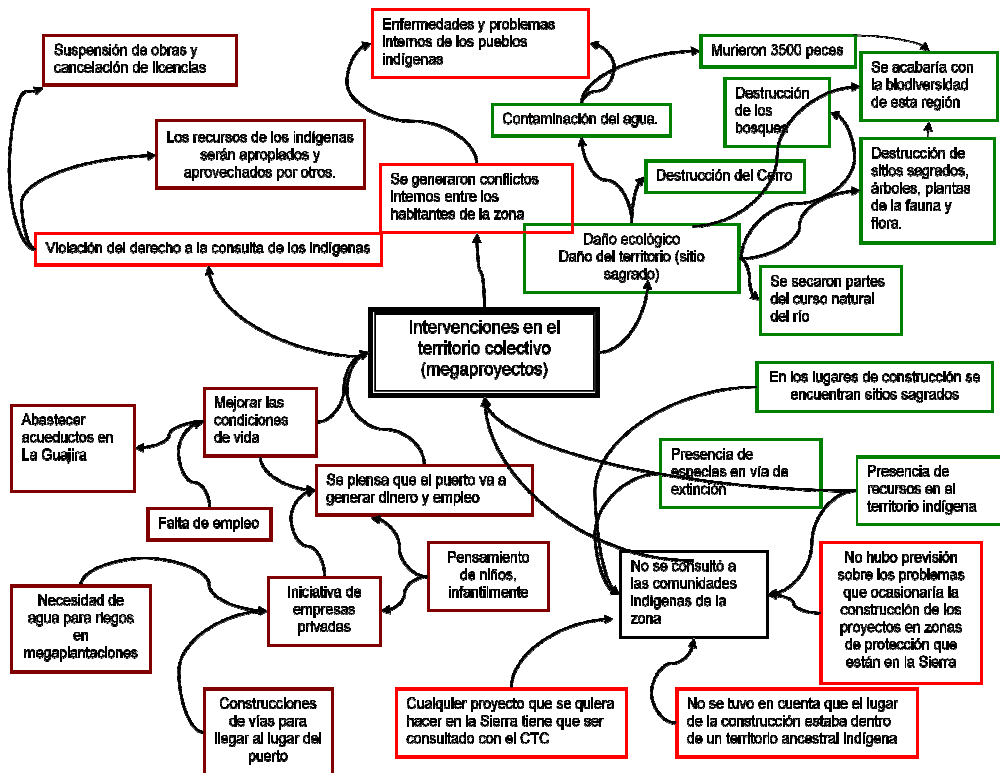 Enfermedades y problemas
Internos de los pueblos
indígenas
Suspensión de obras y
cancelación de licencias
Murieron 3500 peces
Se acabaría con
la biodiversidad
de esta región
Destrucción
de los
bosques
Contaminación del agua.
Los recursos de los indígenas
serán apropiados y
aprovechados por otros.
Destrucción de
sitios sagrados,
árboles, plantas
de la fauna y
flora.
Se generaron conflictos
Internos entre los
habitantes de la zona
Destrucción del Cerro
Violación del derecho a la consulta de los indígenas
Daño ecológico
Daño del territorio (sitio
sagrado)
Se secaron partes
del curso natural
del río
Intervenciones en el
territorio colectivo
(megaproyectos)
En los lugares de construcción se
encuentran sitios sagrados
Mejorar las
condiciones
de vida
Abastecer
acueductos en
La Guajira
Presencia de
especies en vía de
extinción
Presencia de
recursos en el
territorio indígena
Se piensa que el puerto va a
generar dinero y empleo
Falta de empleo
Pensamiento
de niños,
infantilmente
No se consultó a
las comunidades
indígenas de la
zona
No hubo previsión
sobre los problemas
que ocasionaría la
construcción de los
proyectos en zonas
de protección que
están en la Sierra
Necesidad de
agua para riegos
en
megaplantaciones
Iniciativa de
empresas
privadas
Construcciones
de vías para
llegar al lugar del
puerto
Cualquier proyecto que se quiera
hacer en la Sierra tiene que ser
consultado con el CTC
No se tuvo en cuenta que el lugar
de la construcción estaba dentro
de un territorio ancestral indígena